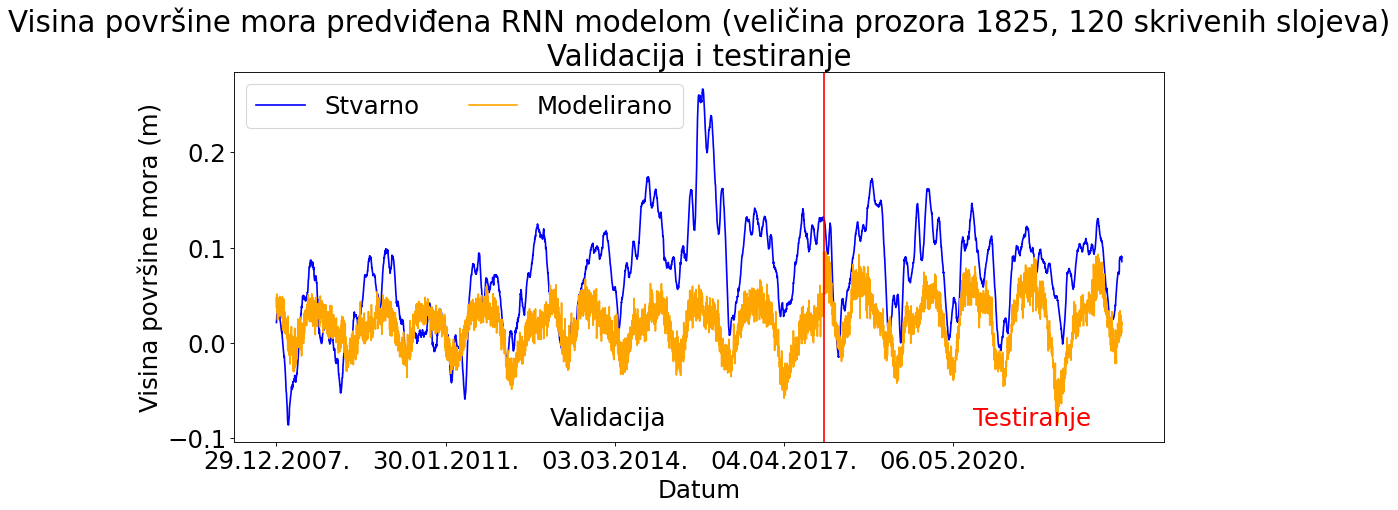 Visina površine mora predviđena RNN modelom (veličina prozora 1825, 120 skrivenih slojeva)
Validacija i testiranje
Stvarno
Modelirano
Visina površine mora (m)
0.2
0.1
0.0
−0.1
Validacija
Testiranje
29.12.2007.
30.01.2011.
03.03.2014.
04.04.2017.
06.05.2020.
Datum